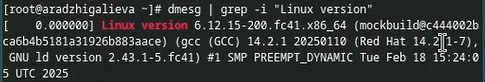 [root@aradzhigalieva ~]# dmesg | grep -i "Linux version"
[    0.000000] Linux version 6.12.15-200.fc41.x86_64 (mockbuild@c444002b
ca6b4b5181a31926b883aace) (gcc (GCC) 14.2.1 20250110 (Red Hat 14.2.1-7),
 GNU ld version 2.43.1-5.fc41) #1 SMP PREEMPT_DYNAMIC Tue Feb 18 15:24:0
5 UTC 2025